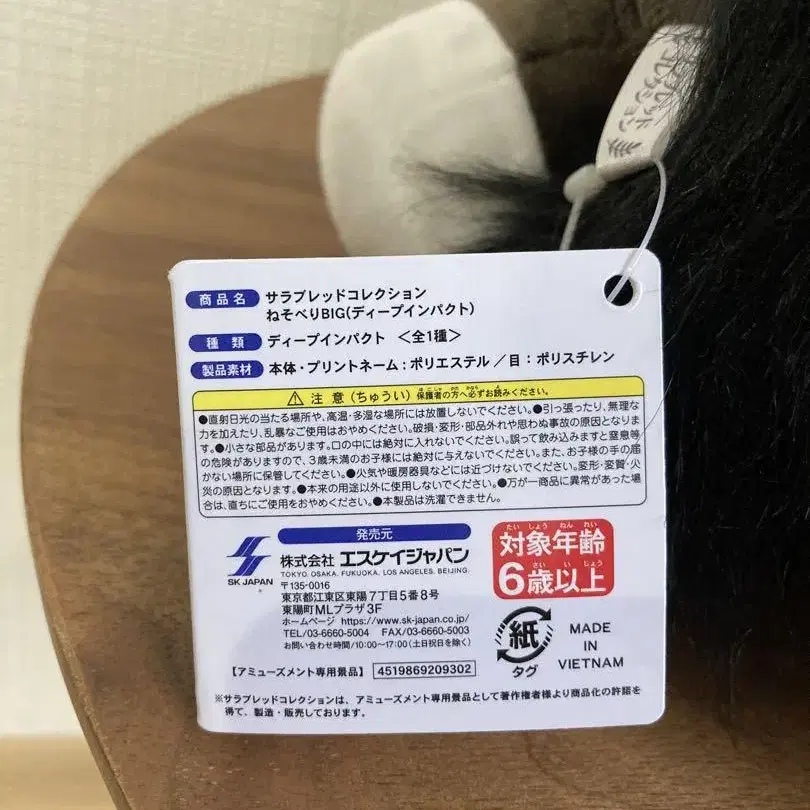 サラブレッド
コレクション
商品名 サラブレッドコレクション
ねそべりBIG(ディープインパクト)
種類 ディープインパクト <全1種>
製品素材 本体・プリントネーム:ポリエステル/目:ポリスチレン
⚠ 注意(ちゅうい) 保護者の方へ必ずお読みください。
●直射日光の当たる場所や、高温・多湿な場所には放置しないでください。●引っ張ったり、無理な
力を加えたり、乱暴なご使用はおやめください。破損・変形・部品外れや思わぬ事故の原因となりま
す。●小さな部品があります。口の中には絶対に入れないでください。誤って飲み込みますと窒息等
の危険がありますので、3歳未満のお子様には絶対に与えないでください。またお子様の手の届
かない場所に保管してください。●火気や暖房器具などには近づけないでください。変形・変質・火
災の原因となります。●本来の用途以外に使用しないでください。●万が一商品に異常があった場
合は、直ちにご使用をおやめください。●本製品は洗濯できません。
発売元
SK JAPAN
株式会社 エスケイジャパン
TOKYO. OSAKA. FUKUOKA. LOS ANGELES. BEIJING.
〒135-0016
東京都江東区東陽7丁目5番8号
東陽町MLプラザ3F
ホームページ https://www.sk-japan.co.jp/
TEL/03-6660-5004 FAX/03-6660-5003
お問い合わせ時間/10:00~17:00(土日祝日を除く)
【アミューズメント専用景品】 4519869209302
たいしょうねんれい
対象年齢
さいいじょう
6歳以上
紙
タグ
MADE IN
VIETNAM
※サラブレッドコレクションは、アミューズメント専用景品として著作権者様より商品化の許諾を
得て、製造・販売しております。